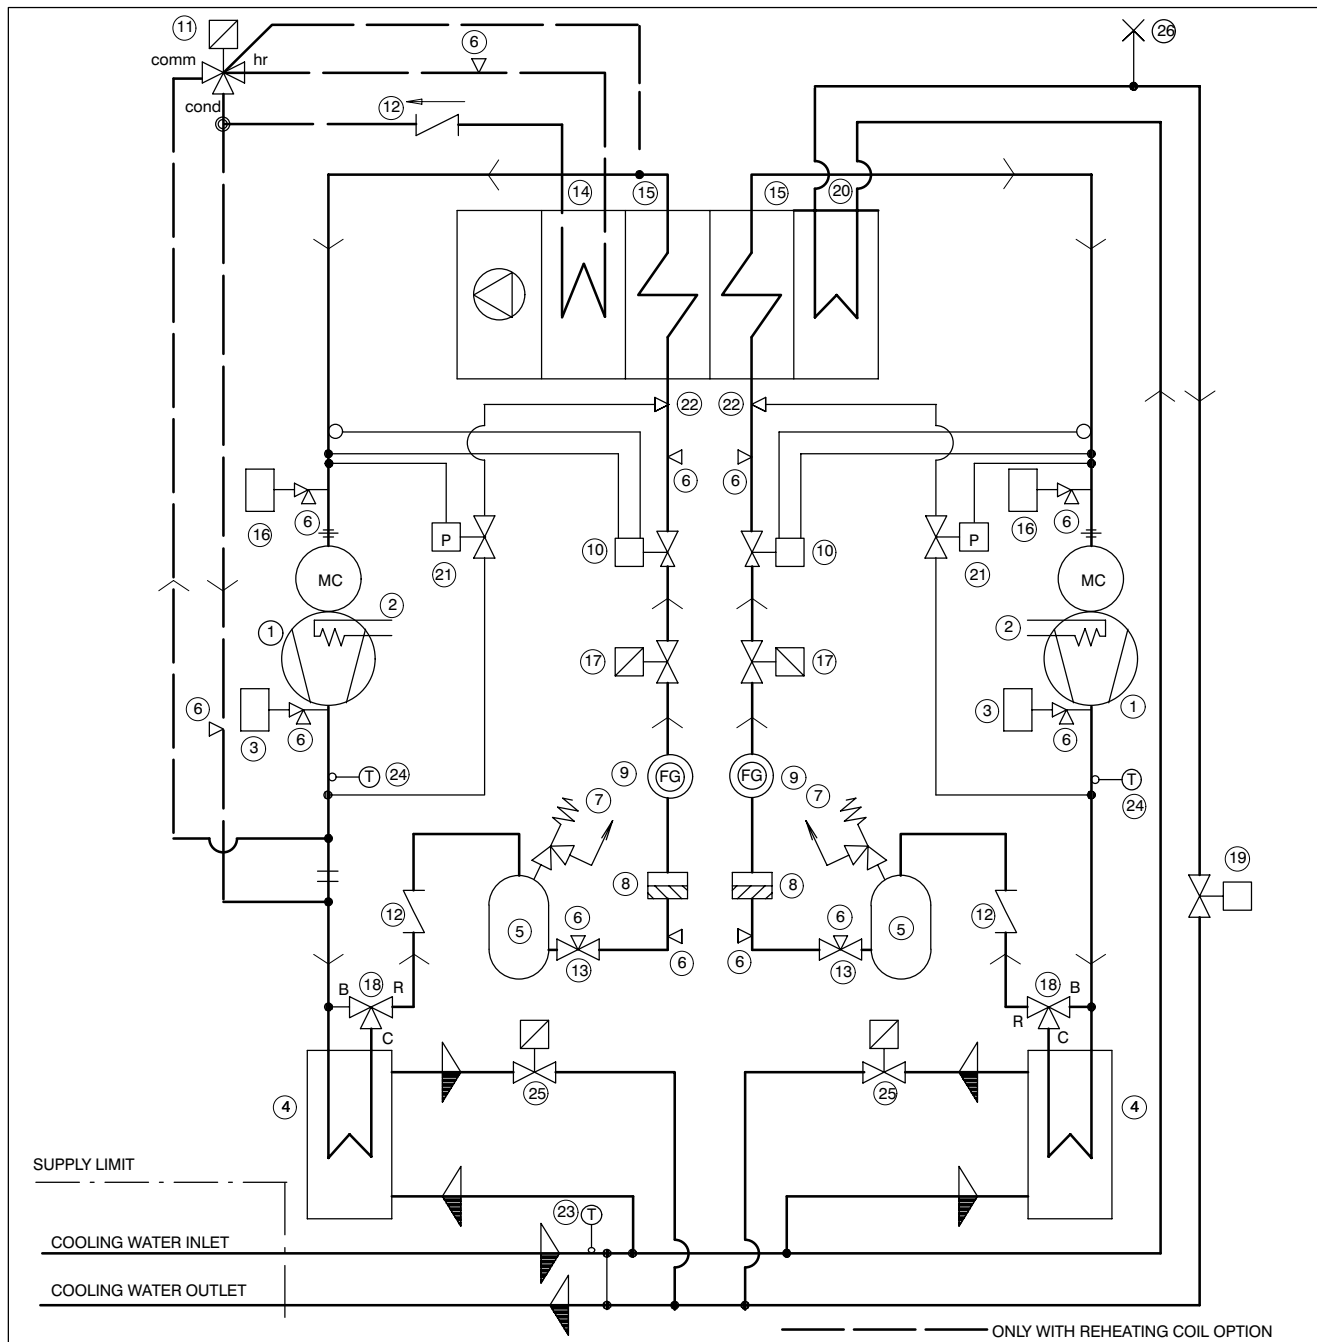 11
26
6
comm
hr
cond
12
14
15
15
20
22
22
6
6
16
6
16
6
P
P
10
10
21
21
MC
MC
2
2
1
17
17
6
3
6
3
6
1
9
FG
FG
9
T
24
7
7
T
24
19
8
8
12
5
6
6
5
12
13
6
6
13
B
18
R
18
B
R
C
C
25
25
4
4
SUPPLY LIMIT
23
T
COOLING WATER INLET
COOLING WATER OUTLET
ONLY WITH REHEATING COIL OPTION